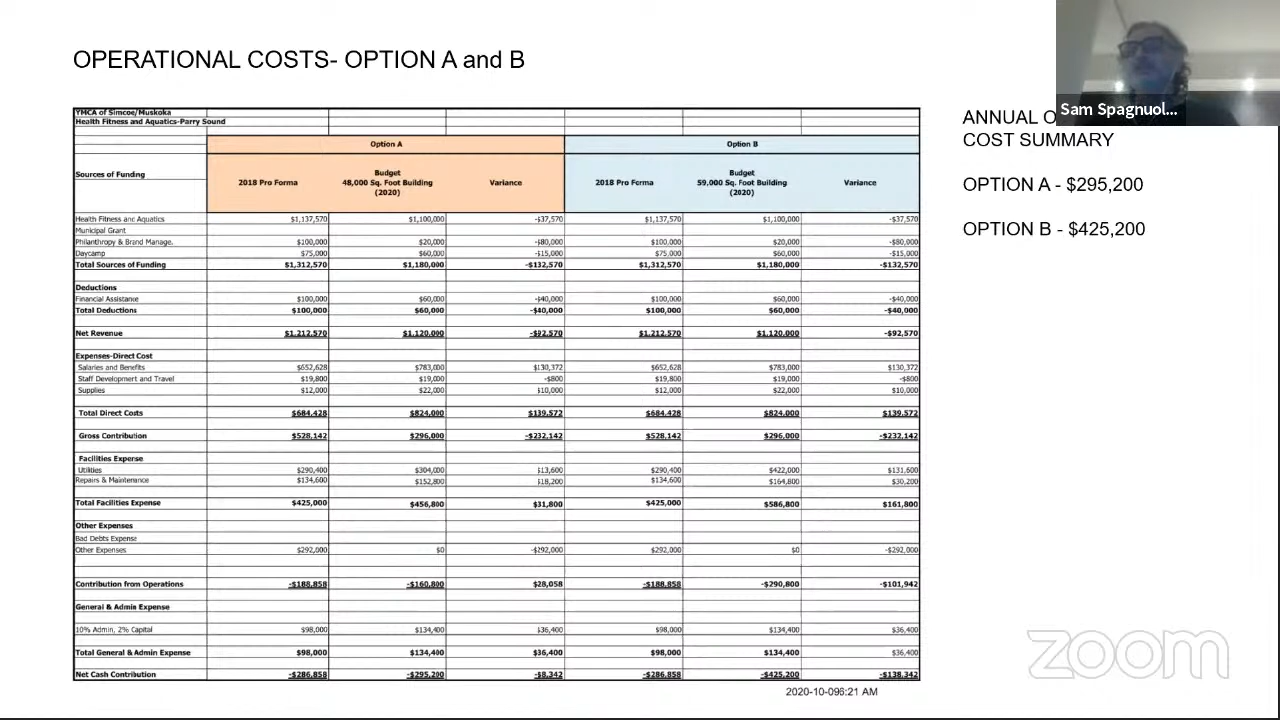 OPERATIONAL COSTS- OPTION A and B
Sam Spagnuol...
ANNUAL O
COST SUMMARY
OPTION A - $295,200
OPTION B - $425,200
YMCA of Simcoe/Muskoka
Health Fitness and Aquatics-Parry Sound
Option A Option B
Sources of Funding 2018 Pro Forma Budget 48,000 Sq. Foot Building (2020) Variance 2018 Pro Forma Budget 59,000 Sq. Foot Building (2020) Variance
Health Fitness and Aquatics $1,137,570 $1,100,000 -$37,570 $1,137,570 $1,100,000 -$37,570
Municipal Grant
Philanthropy & Brand Manage. $100,000 $20,000 -$80,000 $100,000 $20,000 -$80,000
Daycamp $75,000 $60,000 -$15,000 $75,000 $60,000 -$15,000
Total Sources of Funding $1,312,570 $1,180,000 -$132,570 $1,312,570 $1,180,000 -$132,570
Deductions
Financial Assistance $100,000 $60,000 -$40,000 $100,000 $60,000 -$40,000
Total Deductions $100,000 $60,000 -$40,000 $100,000 $60,000 -$40,000
Net Revenue $1,212,570 $1,120,000 -$92,570 $1,212,570 $1,120,000 -$92,570
Expenses-Direct Cost
Salaries and Benefits $652,628 $783,000 $130,372 $652,628 $783,000 $130,372
Staff Development and Travel $19,800 $19,000 -$800 $19,800 $19,000 -$800
Supplies $12,000 $22,000 $10,000 $12,000 $22,000 $10,000
Total Direct Costs $684,428 $824,000 $139,572 $684,428 $824,000 $139,572
Gross Contribution $528,142 $296,000 -$232,142 $528,142 $296,000 -$232,142
Facilities Expense
Utilities $290,400 $304,000 $13,600 $290,400 $422,000 $131,600
Repairs & Maintenance $134,600 $152,800 $18,200 $134,600 $164,800 $30,200
Total Facilities Expense $425,000 $456,800 $31,800 $425,000 $586,800 $161,800
Other Expenses
Bad Debts Expense
Other Expenses $292,000 $0 -$292,000 $292,000 $0 -$292,000
Contribution from Operations -$188,858 -$160,800 $28,058 -$188,858 -$290,800 -$101,942
General & Admin Expense
10% Admin, 2% Capital $98,000 $134,400 $36,400 $98,000 $134,400 $36,400
Total General & Admin Expense $98,000 $134,400 $36,400 $98,000 $134,400 $36,400
Net Cash Contribution -$286,858 -$295,200 -$8,342 -$286,858 -$425,200 -$138,342
2020-10-096:21 AM
zoom